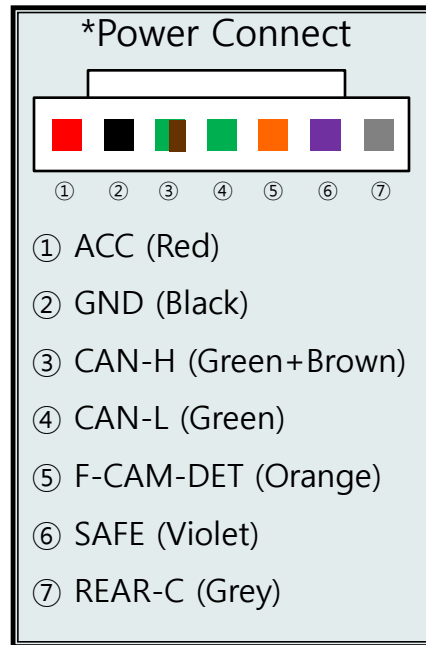 *Power Connect
① ② ③ ④ ⑤ ⑥ ⑦
① ACC (Red)
② GND (Black)
③ CAN-H (Green+Brown)
④ CAN-L (Green)
⑤ F-CAM-DET (Orange)
⑥ SAFE (Violet)
⑦ REAR-C (Grey)